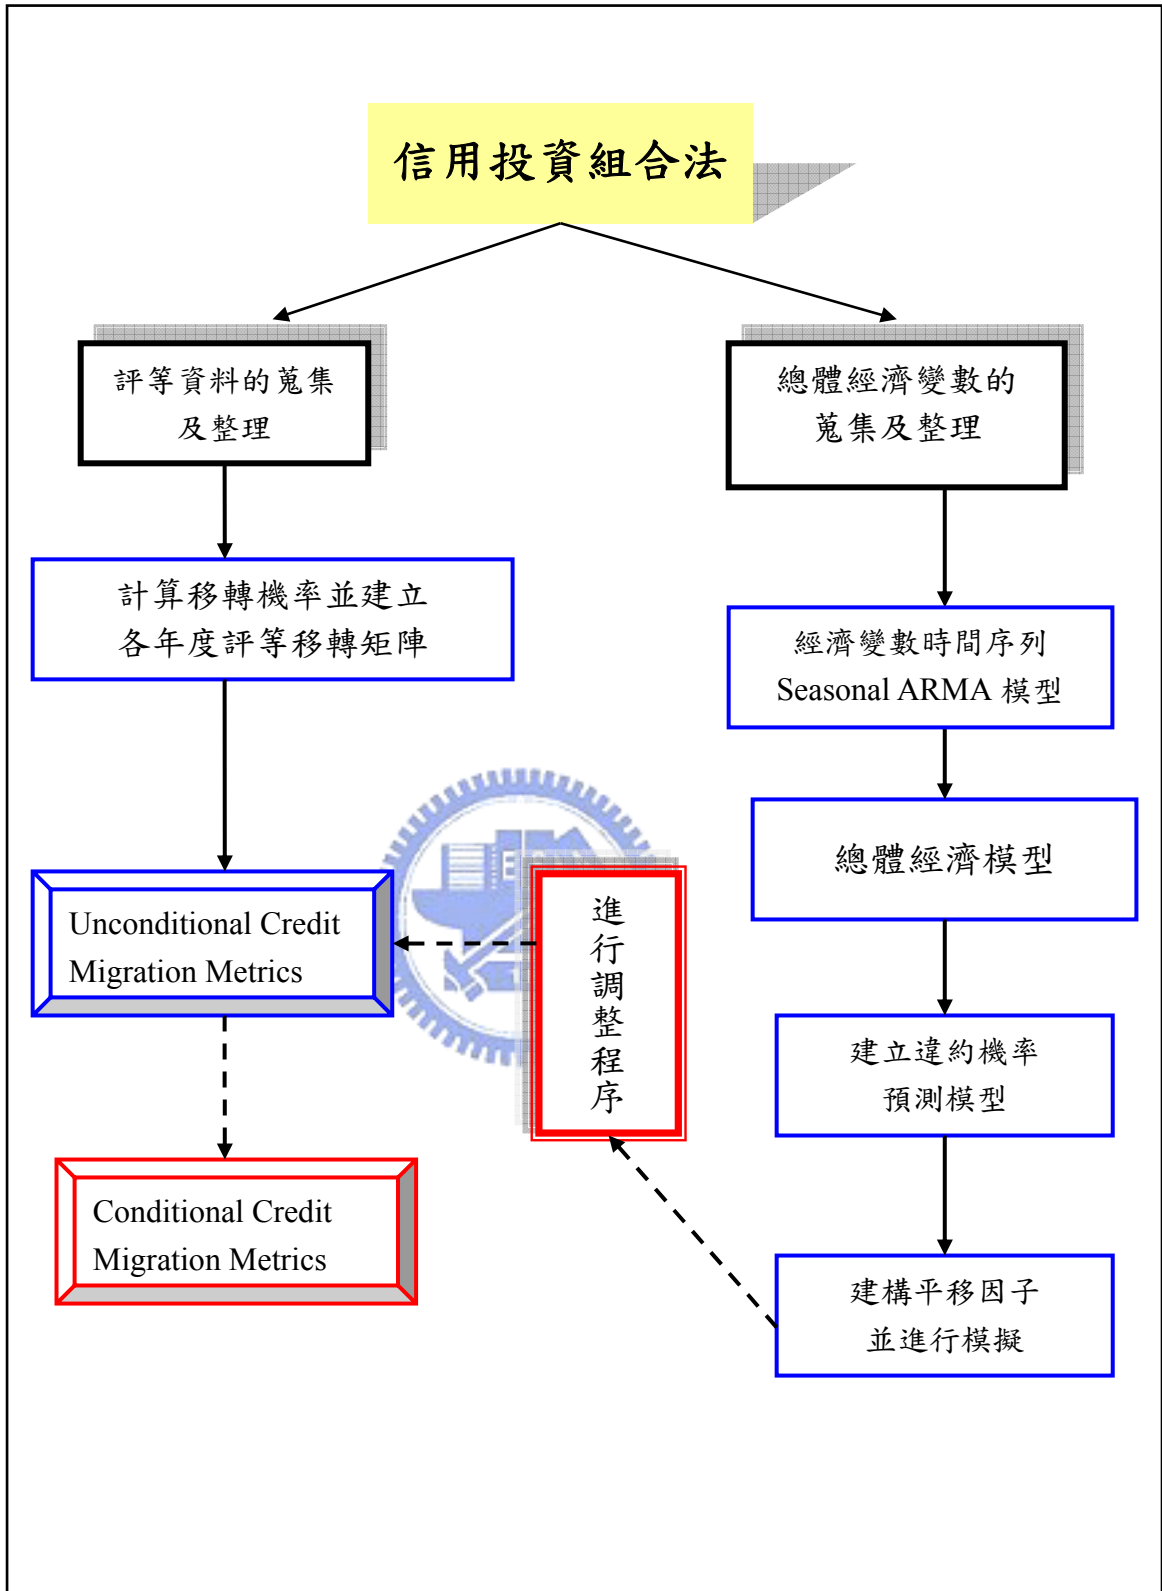 信用投資組合法
評等資料的蒐集
及整理
總體經濟變數的
蒐集及整理
計算移轉機率並建立
各年度評等移轉矩陣
經濟變數時間序列
Seasonal ARMA 模型
總體經濟模型
Unconditional Credit
Migration Metrics
進行調整程序
建立違約機率
預測模型
Conditional Credit
Migration Metrics
建構平移因子
並進行模擬